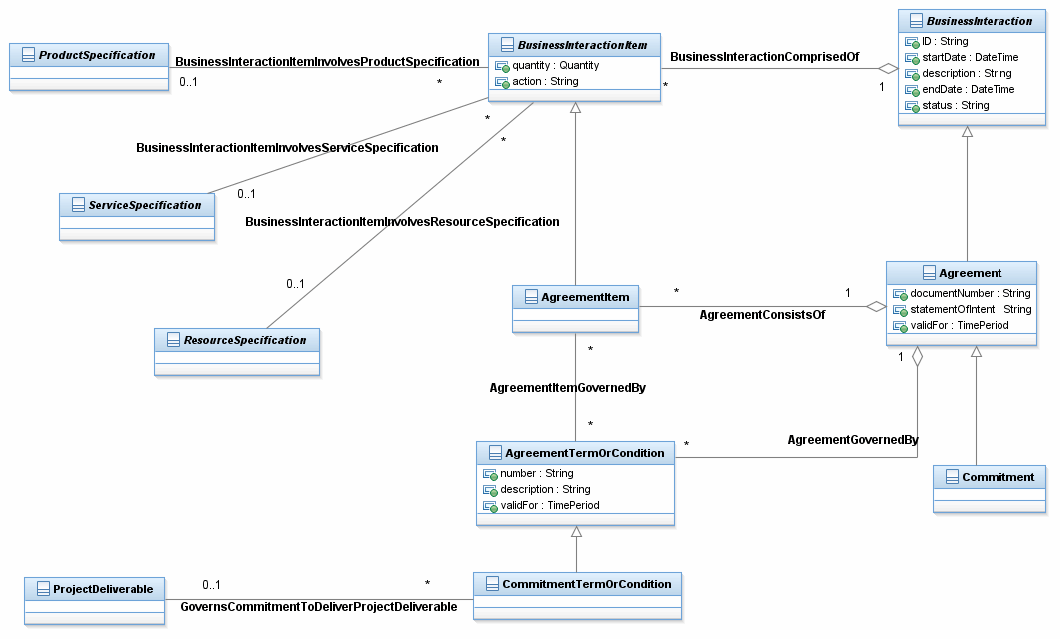 BusinessInteraction
ID : String
startDate : DateTime
description : String
endDate : DateTime
status : String
BusinessInteractionItem
quantity : Quantity
action : String
ProductSpecification
BusinessInteractionItemInvolvesProductSpecification
0..1
*
BusinessInteractionComprisedOf
*
1
BusinessInteractionItemInvolvesServiceSpecification
*
0..1
ServiceSpecification
BusinessInteractionItemInvolvesResourceSpecification
*
0..1
ResourceSpecification
AgreementItem
*
1
AgreementConsistsOf
Agreement
documentNumber : String
statementOfIntent String
validFor : TimePeriod
*
AgreementItemGovernedBy
*
1
AgreementGovernedBy
*
AgreementTermOrCondition
number : String
description : String
validFor : TimePeriod
Commitment
ProjectDeliverable
0..1
*
GovernsCommitmentToDeliverProjectDeliverable
CommitmentTermOrCondition